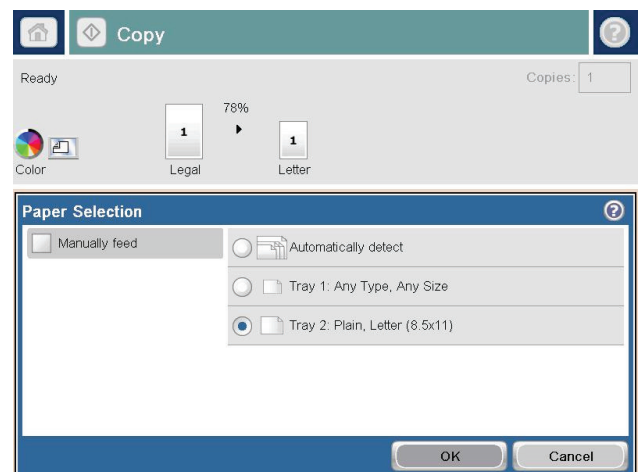 Copy
Ready
Copies: 1
78%
1
1
Color
Legal
Letter
Paper Selection
Manually feed
Automatically detect
Tray 1: Any Type, Any Size
Tray 2: Plain, Letter (8.5x11)
OK
Cancel